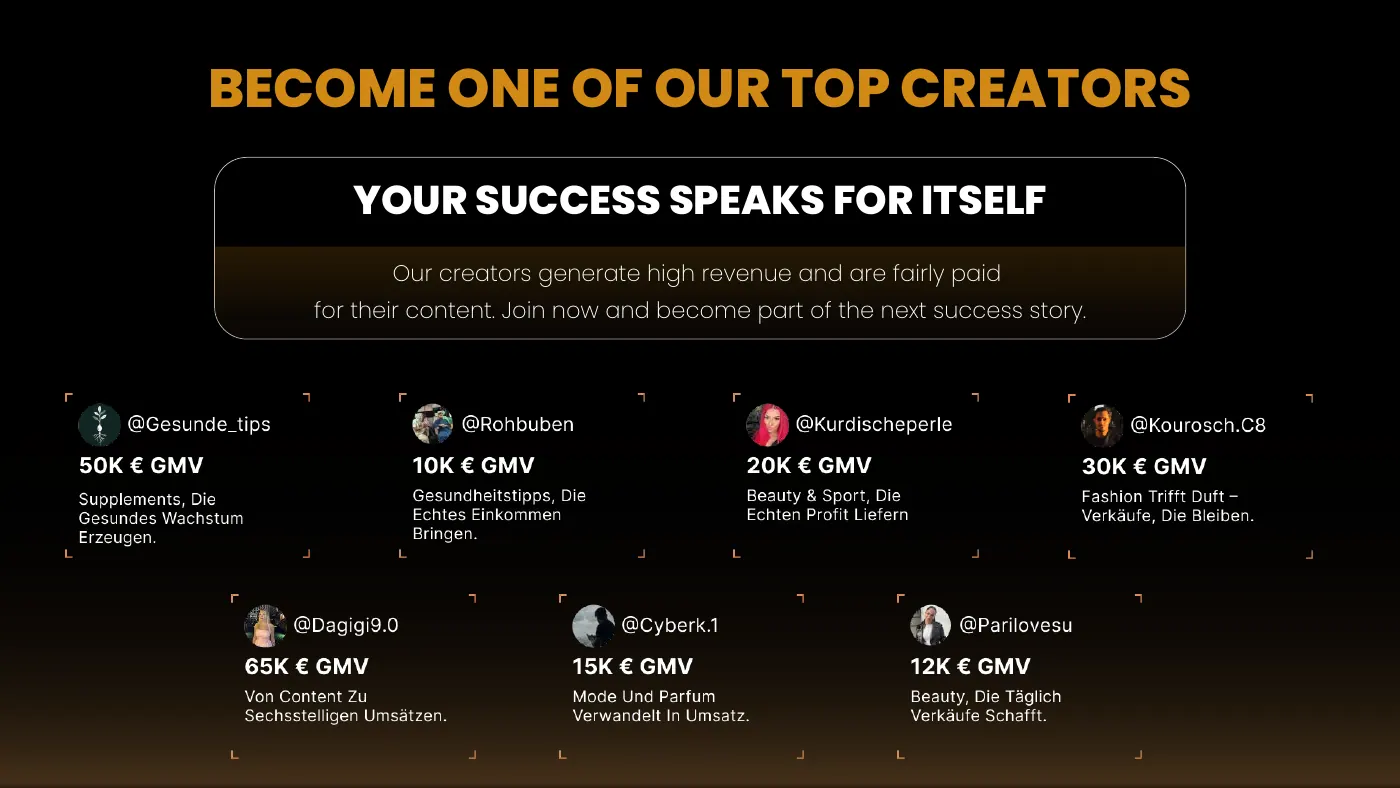 BECOME ONE OF OUR TOP CREATORS
YOUR SUCCESS SPEAKS FOR ITSELF
Our creators generate high revenue and are fairly paid
for their content. Join now and become part of the next success story.
@Gesunde_tips
50K € GMV
Supplements, Die
Gesundes Wachstum
Erzeugen.
@Rohbuben
10K € GMV
Gesundheitstipps, Die
Echtes Einkommen
Bringen.
@Kurdischeperle
20K € GMV
Beauty & Sport, Die
Echten Profit Liefern
@Kourosch.C8
30K € GMV
Fashion Trifft Duft –
Verkäufe, Die Bleiben.
@Dagigi9.0
65K € GMV
Von Content Zu
Sechsstelligen Umsätzen.
@Cyberk.1
15K € GMV
Mode Und Parfum
Verwandelt In Umsatz.
@Parilovesu
12K € GMV
Beauty, Die Täglich
Verkäufe Schafft.